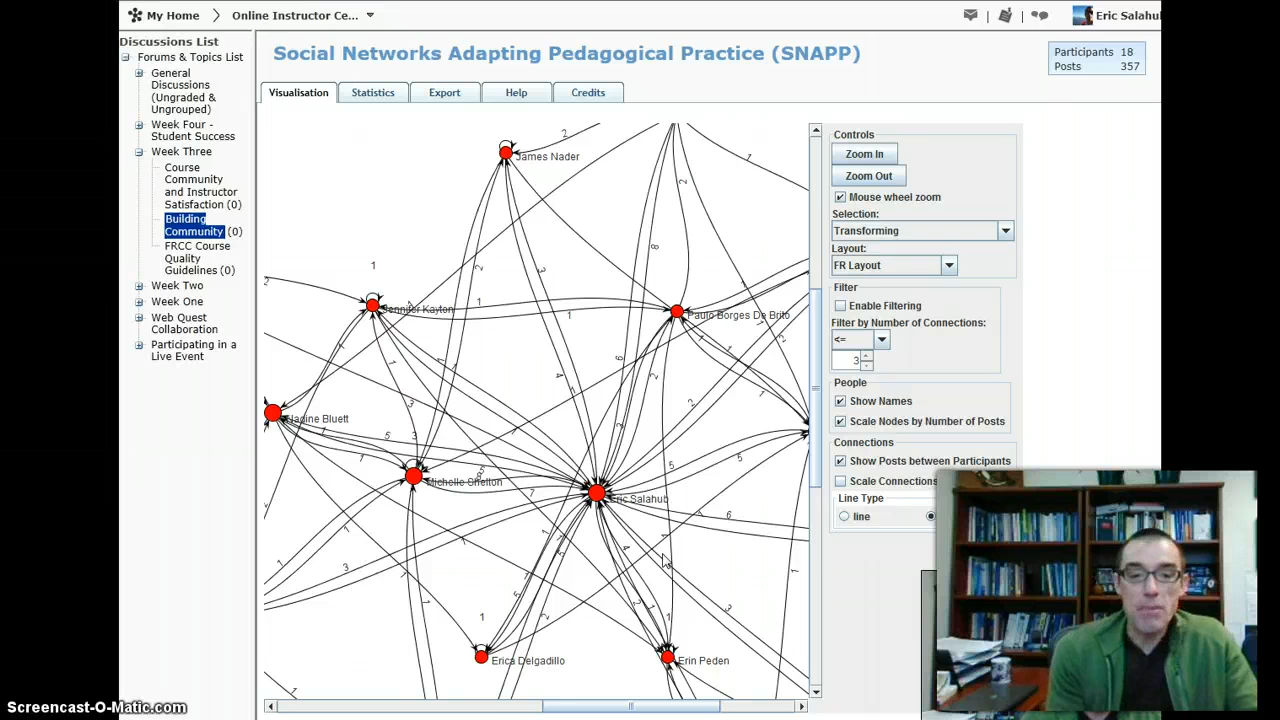 My Home
Online Instructor Ce...
Eric Salahul
Discussions List
Forums & Topics List
General
Discussions
(Ungraded &
Ungrouped)
Week Four -
Student Success
Week Three
Course
Community
and Instructor
Satisfaction (0)
Building
Community (0)
FRCC Course
Quality
Guidelines (0)
Week Two
Week One
Web Quest
Collaboration
Participating in a
Live Event
Social Networks Adapting Pedagogical Practice (SNAPP)
Participants 18
Posts 357
Visualisation
Statistics
Export
Help
Credits
James Nader
Jennifer Kayton
Paulo Borges De Brito
Nadine Bluett
Michelle Shelton
Eric Salahub
Erica Delgadillo
Erin Peden
Controls
Zoom In
Zoom Out
Mouse wheel zoom
Selection:
Transforming
Layout:
FR Layout
Filter
Enable Filtering
Filter by Number of Connections:
<=
3
People
Show Names
Scale Nodes by Number of Posts
Connections
Show Posts between Participants
Scale Connections
Line Type
line
Screencast-O-Matic.com